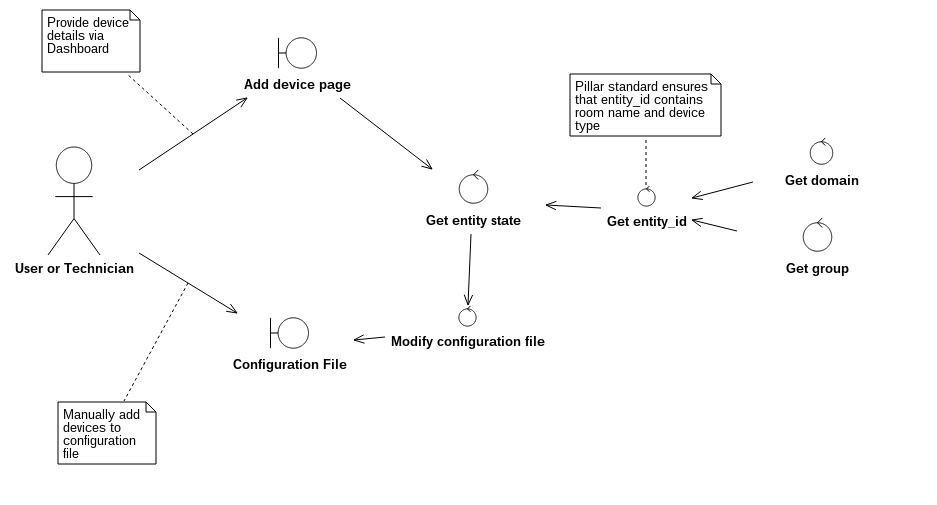 Provide device
details via
Dashboard
Add device page
Pillar standard ensures
that entity_id contains
room name and device
type
Get domain
Get entity state
Get entity_id
User or Technician
Get group
Modify configuration file
Configuration File
Manually add
devices to
configuration
file